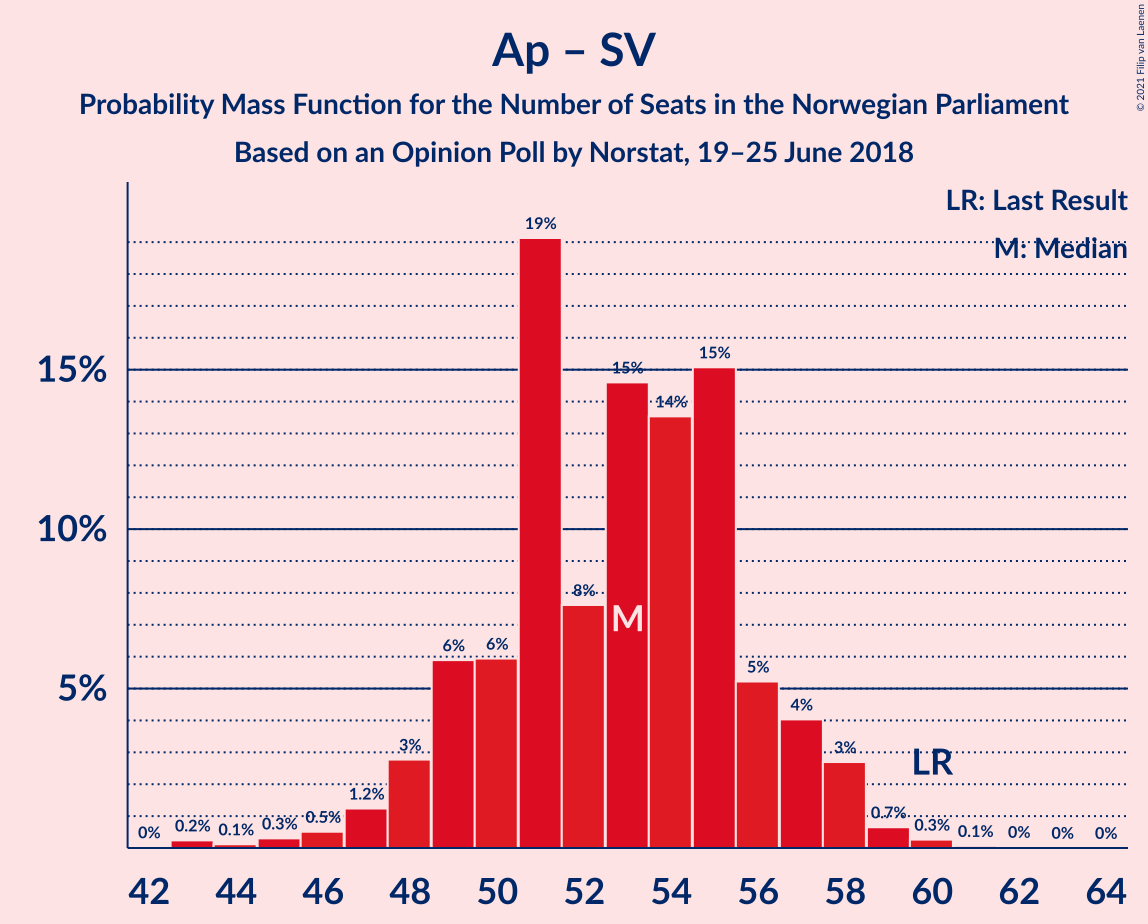 Ap – SV
Probability Mass Function for the Number of Seats in the Norwegian Parliament
Based on an Opinion Poll by Norstat, 19–25 June 2018
© 2021 Filip van Laenen
LR: Last Result
M: Median
15%
10%
5%
0%
0.2%
0.1%
0.3%
0.5%
1.2%
3%
6%
6%
19%
8%
15%
14%
15%
5%
4%
3%
0.7%
0.3%
0.1%
0%
0%
0%
M
LR
42 44 46 48 50 52 54 56 58 60 62 64